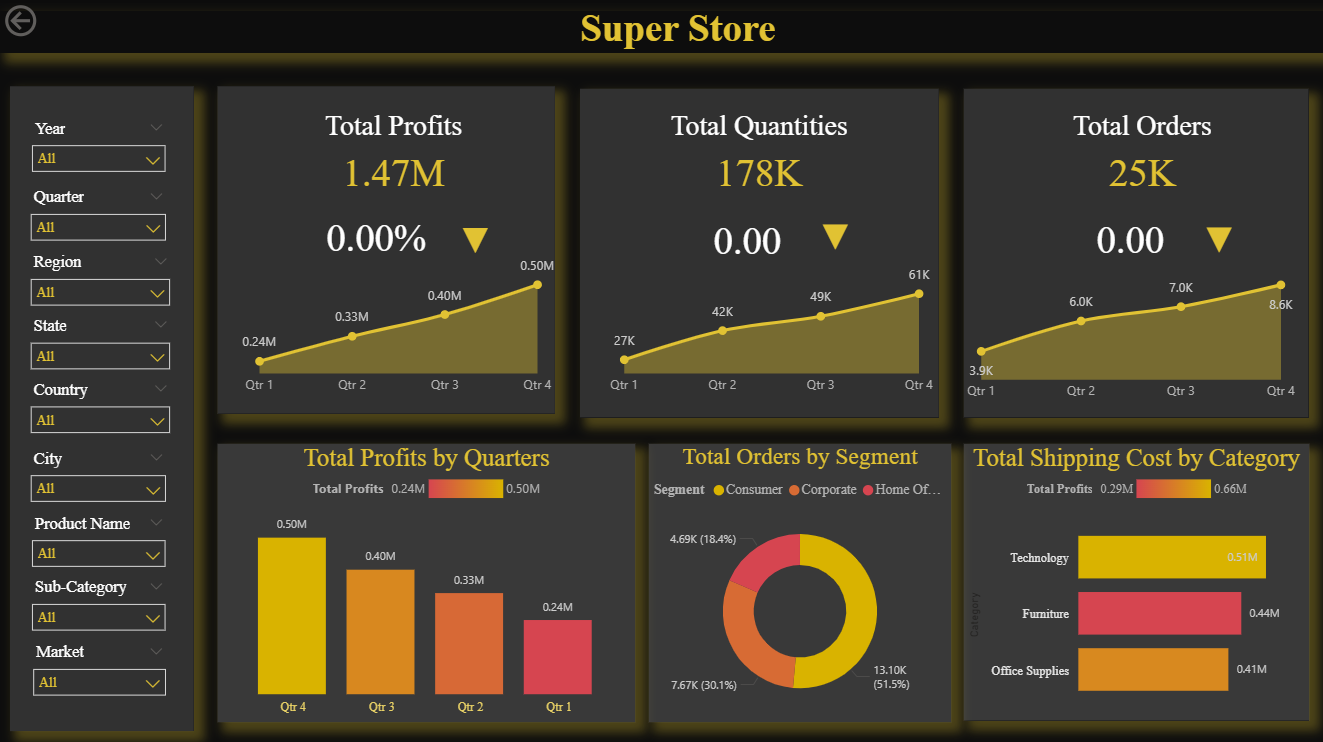 Super Store
Year
All
Quarter
All
Region
All
State
All
Country
All
City
All
Product Name
All
Sub-Category
All
Market
All
Total Profits
1.47M
0.00%
0.24M
0.33M
0.40M
0.50M
Qtr 1 Qtr 2 Qtr 3 Qtr 4
Total Quantities
178K
0.00
27K
42K
49K
61K
Qtr 1 Qtr 2 Qtr 3 Qtr 4
Total Orders
25K
0.00
3.9K
6.0K
7.0K
8.6K
Qtr 1 Qtr 2 Qtr 3 Qtr 4
Total Profits by Quarters
Total Profits 0.24M 0.50M
0.50M
0.40M
0.33M
0.24M
Qtr 4 Qtr 3 Qtr 2 Qtr 1
Total Orders by Segment
Segment Consumer Corporate Home Of...
4.69K (18.4%)
7.67K (30.1%)
13.10K
(51.5%)
Total Shipping Cost by Category
Total Profits 0.29M 0.66M
Category
Technology 0.51M
Furniture 0.44M
Office Supplies 0.41M